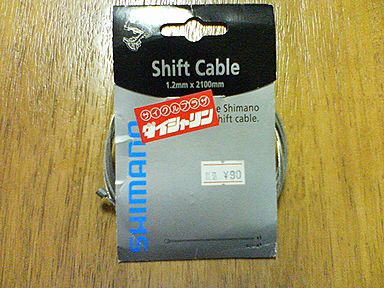 Shift Cable
1.2mm x 2100mm
e Shimano
shift cable.
サイクルプラザ
ダイシャリン
¥90
SHIMANO